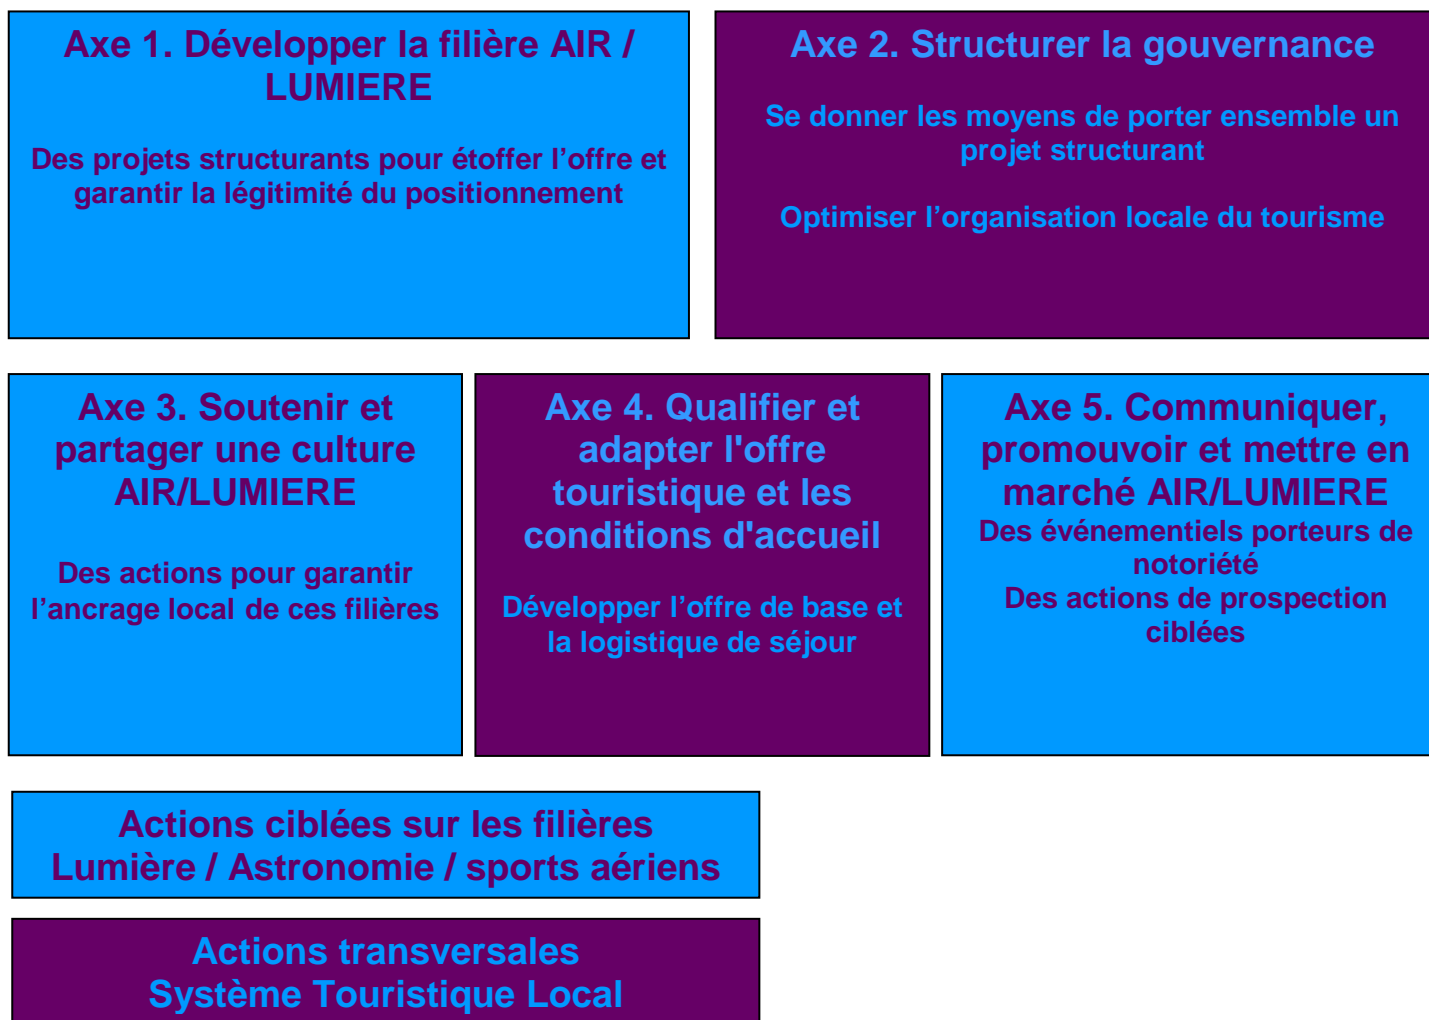 Axe 1. Développer la filière AIR /
LUMIERE
Des projets structurants pour étoffer l’offre et
garantir la légitimité du positionnement
Axe 2. Structurer la gouvernance
Se donner les moyens de porter ensemble un
projet structurant
Optimiser l’organisation locale du tourisme
Axe 3. Soutenir et
partager une culture
AIR/LUMIERE
Des actions pour garantir
l’ancrage local de ces filières
Axe 4. Qualifier et
adapter l'offre
touristique et les
conditions d'accueil
Développer l’offre de base et
la logistique de séjour
Axe 5. Communiquer,
promouvoir et mettre en
marché AIR/LUMIERE
Des événementiels porteurs de
notoriété
Des actions de prospection
ciblées
Actions ciblées sur les filières
Lumière / Astronomie / sports aériens
Actions transversales
Système Touristique Local